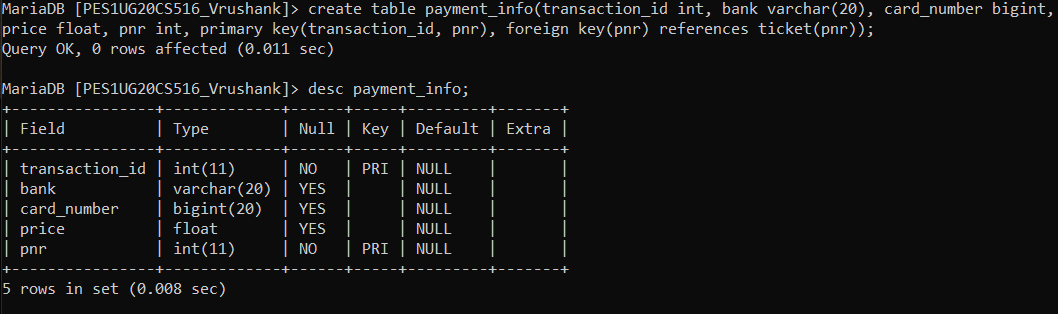 MariaDB [PES1UG20CS516_Vrushank]> create table payment_info(transaction_id int, bank varchar(20), card_number bigint,
price float, pnr int, primary key(transaction_id, pnr), foreign key(pnr) references ticket(pnr));
Query OK, 0 rows affected (0.011 sec)

MariaDB [PES1UG20CS516_Vrushank]> desc payment_info;
+----------------+-------------+------+-----+---------+-------+
| Field          | Type        | Null | Key | Default | Extra |
+----------------+-------------+------+-----+---------+-------+
| transaction_id | int(11)     | NO   | PRI | NULL    |       |
| bank           | varchar(20) | YES  |     | NULL    |       |
| card_number    | bigint(20)  | YES  |     | NULL    |       |
| price          | float       | YES  |     | NULL    |       |
| pnr            | int(11)     | NO   | PRI | NULL    |       |
+----------------+-------------+------+-----+---------+-------+
5 rows in set (0.008 sec)